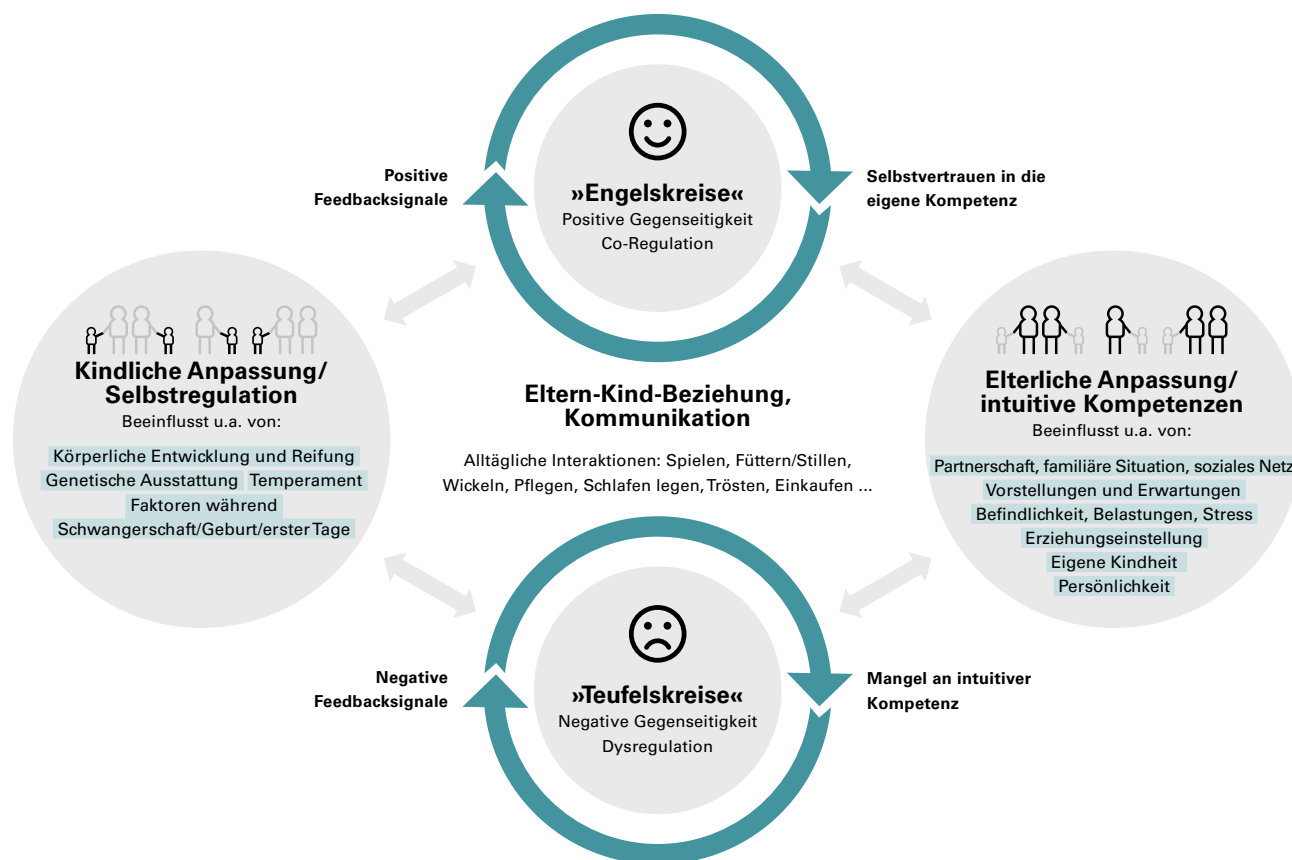 »Engelskreise«
Positive Gegenseitigkeit
Co-Regulation
Positive
Feedbacksignale
Selbstvertrauen in die
eigene Kompetenz
Kindliche Anpassung/
Selbstregulation
Beeinflusst u.a. von:
Körperliche Entwicklung und Reifung
Genetische Ausstattung Temperament
Faktoren während
Schwangerschaft/Geburt/erster Tage
Eltern-Kind-Beziehung,
Kommunikation
Alltägliche Interaktionen: Spielen, Füttern/Stillen,
Wickeln, Pflegen, Schlafen legen, Trösten, Einkaufen ...
Elterliche Anpassung/
intuitive Kompetenzen
Beeinflusst u.a. von:
Partnerschaft, familiäre Situation, soziales Netz
Vorstellungen und Erwartungen
Befindlichkeit, Belastungen, Stress
Erziehungseinstellung
Eigene Kindheit
Persönlichkeit
»Teufelskreise«
Negative Gegenseitigkeit
Dysregulation
Negative
Feedbacksignale
Mangel an intuitiver
Kompetenz